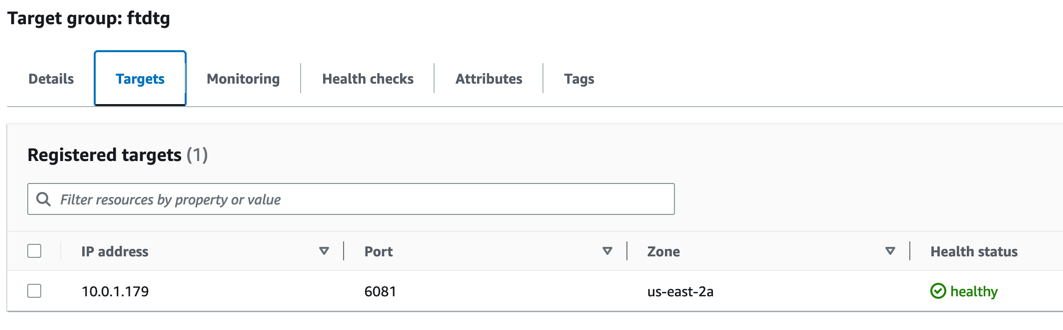 Target group: ftdtg
Details Targets Monitoring Health checks Attributes Tags
Registered targets (1)
Filter resources by property or value
IP address Port Zone Health status
10.0.1.179 6081 us-east-2a healthy